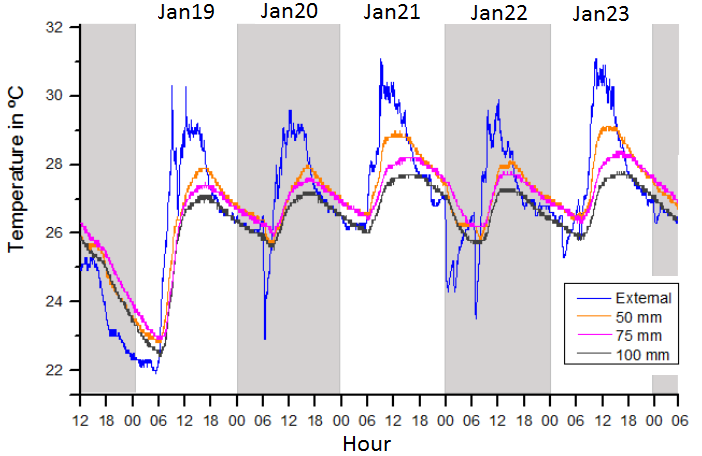 Jan19 Jan20 Jan21 Jan22 Jan23
32
30
28
26
24
22
Temperature in ºC
External
50 mm
75 mm
100 mm
12 18 00 06 12 18 00 06 12 18 00 06 12 18 00 06 12 18 00 06 12 18 00 06
Hour